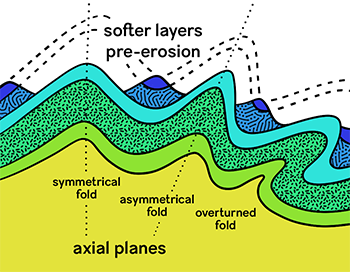 softer layers
pre-erosion
symmetrical
fold
asymmetrical
fold
overturned
fold
axial planes